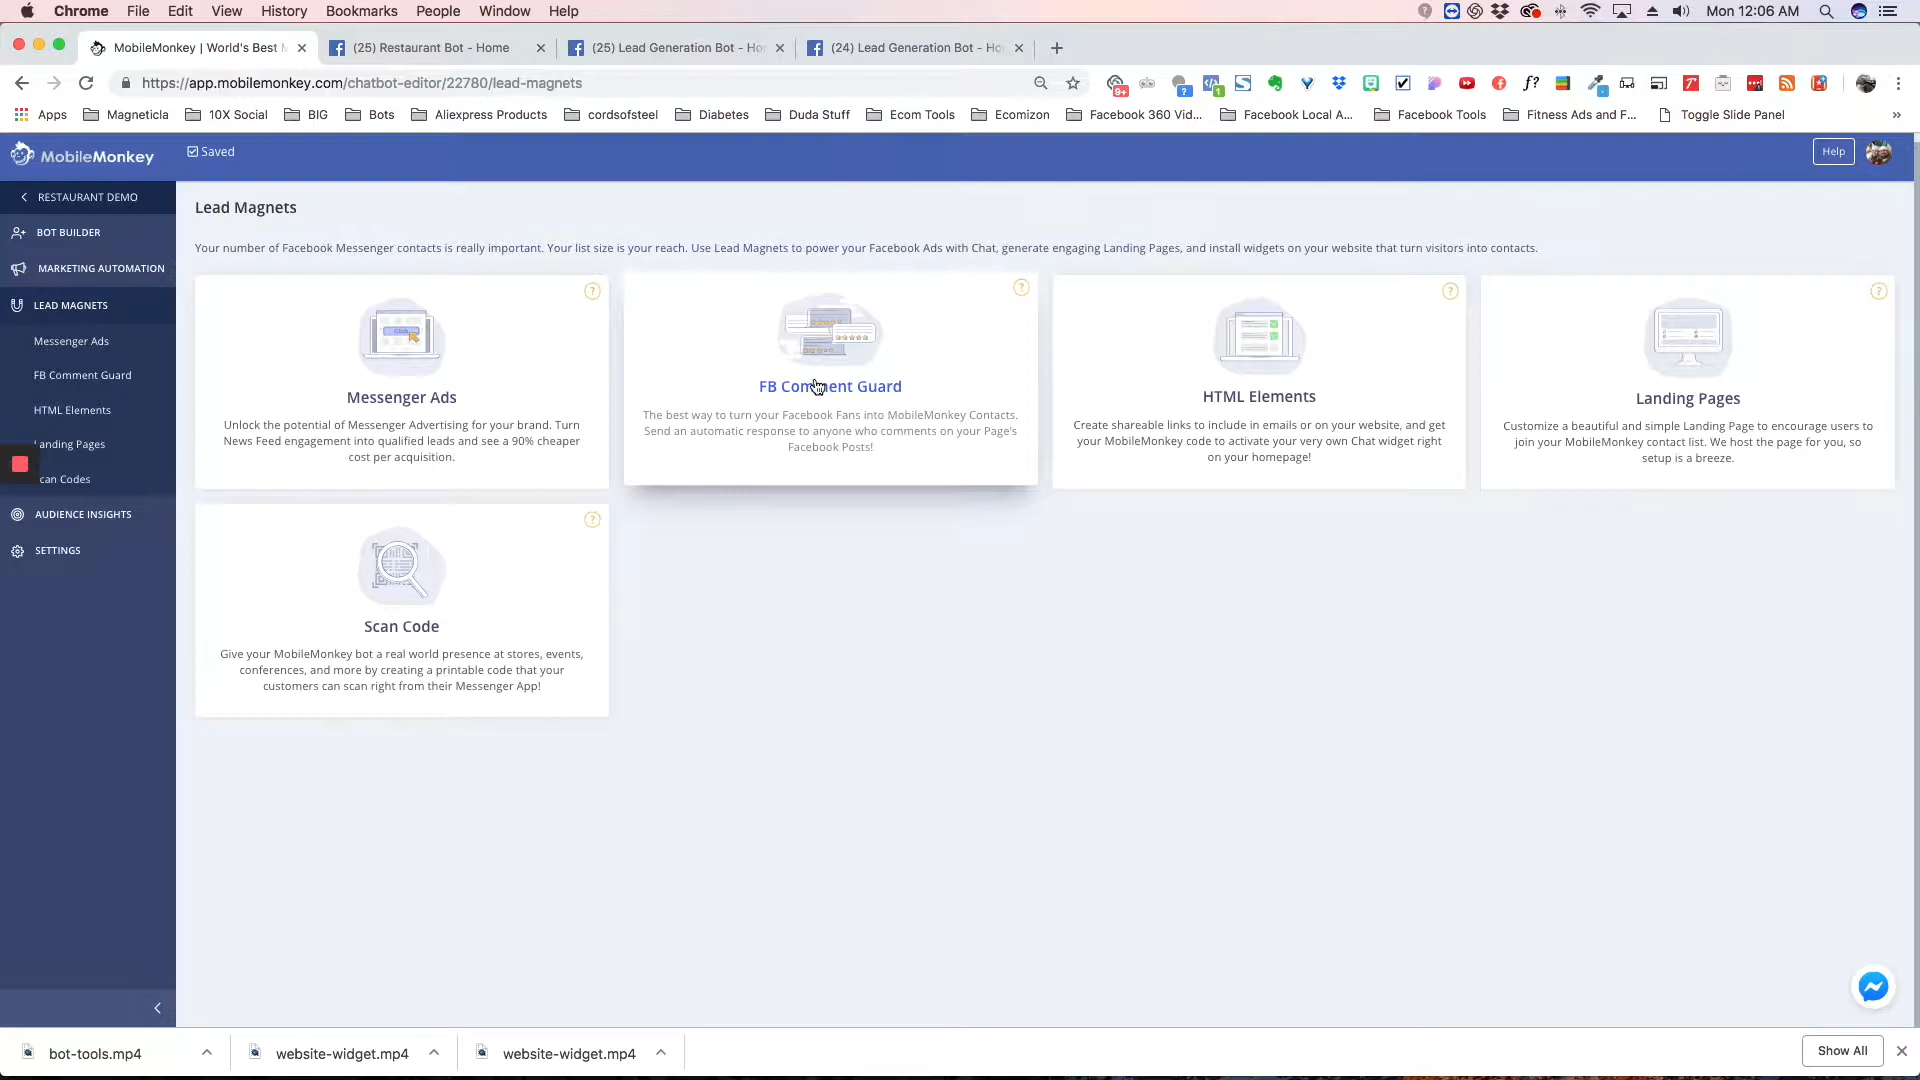 Chrome File Edit View History Bookmarks People Window Help Mon 12:06 AM
MobileMonkey | World's Best (25) Restaurant Bot - Home (25) Lead Generation Bot - Ho (24) Lead Generation Bot - Ho
https://app.mobilemonkey.com/chatbot-editor/22780/lead-magnets
Apps Magneticla 10X Social BIG Bots Aliexpress Products cordsofsteel Diabetes Duda Stuff Ecom Tools Ecomizon Facebook 360 Vid... Facebook Local A... Facebook Tools Fitness Ads and F... Toggle Slide Panel »
MobileMonkey Saved Help
RESTAURANT DEMO
BOT BUILDER
MARKETING AUTOMATION
LEAD MAGNETS
Messenger Ads
FB Comment Guard
HTML Elements
Landing Pages
can Codes
AUDIENCE INSIGHTS
SETTINGS
Lead Magnets
Your number of Facebook Messenger contacts is really important. Your list size is your reach. Use Lead Magnets to power your Facebook Ads with Chat, generate engaging Landing Pages, and install widgets on your website that turn visitors into contacts.
?
Click
Messenger Ads
Unlock the potential of Messenger Advertising for your brand. Turn
News Feed engagement into qualified leads and see a 90% cheaper
cost per acquisition.
?
FB Comment Guard
The best way to turn your Facebook Fans into MobileMonkey Contacts.
Send an automatic response to anyone who comments on your Page's
Facebook Posts!
?
HTML Elements
Create shareable links to include in emails or on your website, and get
your MobileMonkey code to activate your very own Chat widget right
on your homepage!
?
Landing Pages
Customize a beautiful and simple Landing Page to encourage users to
join your MobileMonkey contact list. We host the page for you, so
setup is a breeze.
?
Scan Code
Give your MobileMonkey bot a real world presence at stores, events,
conferences, and more by creating a printable code that your
customers can scan right from their Messenger App!
bot-tools.mp4 website-widget.mp4 website-widget.mp4 Show All